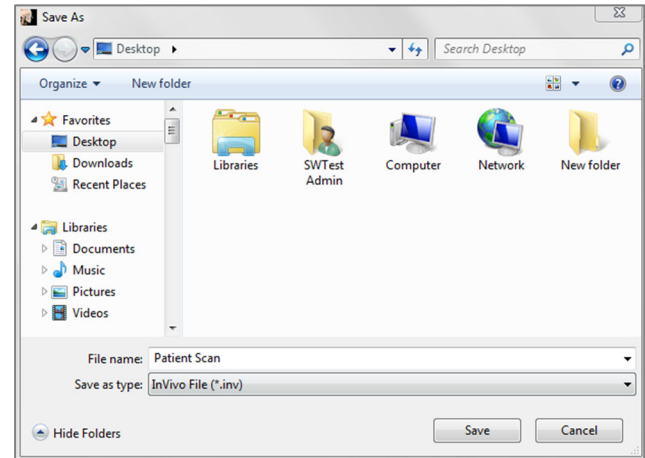 Save As
Desktop
Search Desktop
Organize
New folder
Favorites
Desktop
Downloads
Recent Places
Libraries
Documents
Music
Pictures
Videos
Libraries
SWTest
Admin
Computer
Network
New folder
File name: Patient Scan
Save as type: InVivo File (*.inv)
Hide Folders
Save
Cancel